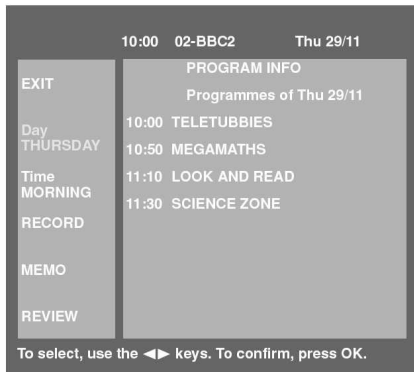 10:00 02-BBC2 Thu 29/11
PROGRAM INFO
Programmes of Thu 29/11
EXIT
Day
THURSDAY
Time
MORNING
RECORD
MEMO
REVIEW
10:00 TELETUBBIES
10:50 MEGAMATHS
11:10 LOOK AND READ
11:30 SCIENCE ZONE
To select, use the ◀▶ keys. To confirm, press OK.